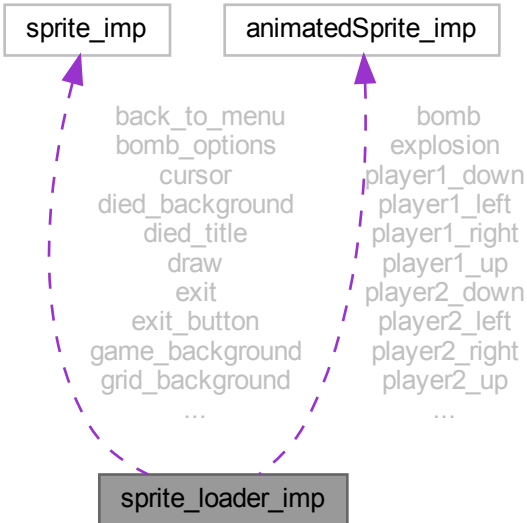 sprite_imp
animatedSprite_imp
back_to_menu
bomb_options
cursor
died_background
died_title
draw
exit
exit_button
game_background
grid_background
...
bomb
explosion
player1_down
player1_left
player1_right
player1_up
player2_down
player2_left
player2_right
player2_up
...
sprite_loader_imp